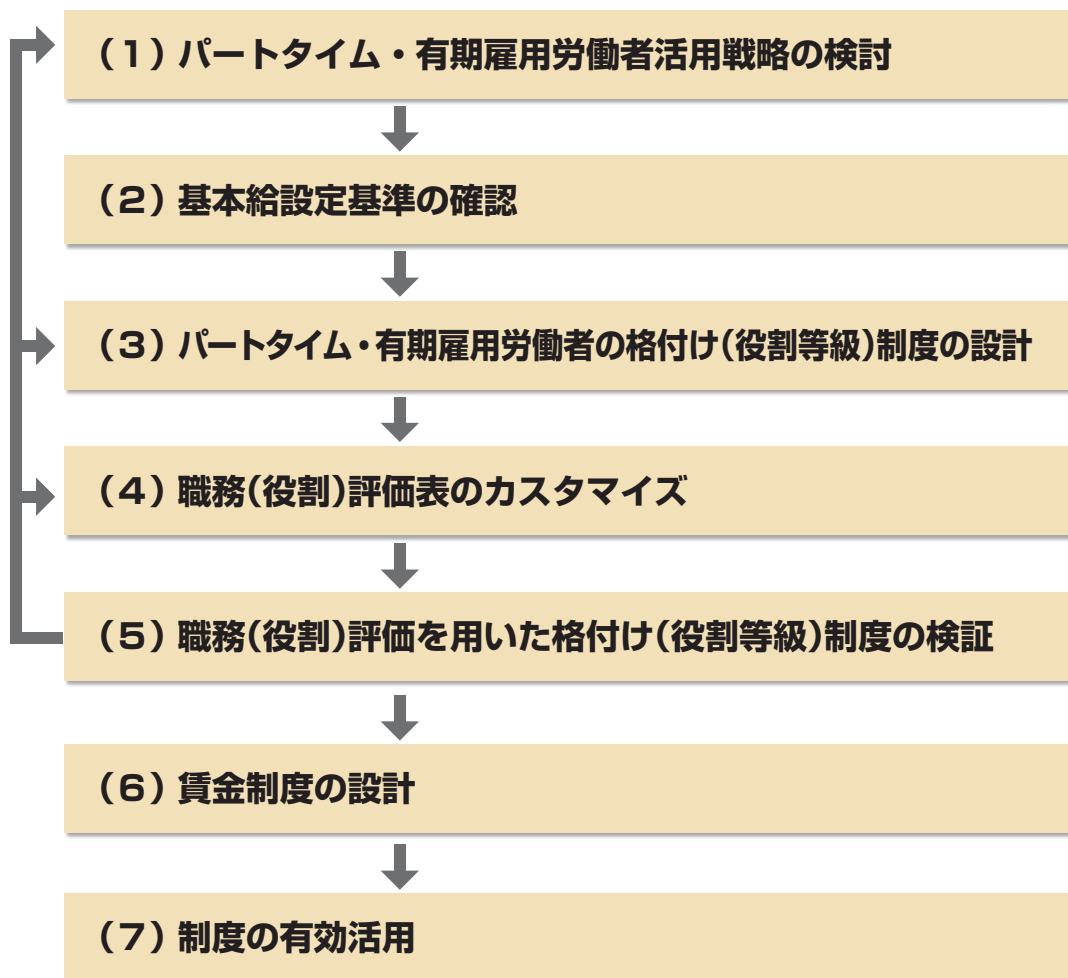 （1）パートタイム・有期雇用労働者活用戦略の検討
（2）基本給設定基準の確認
（3）パートタイム・有期雇用労働者の格付け（役割等級）制度の設計
（4）職務（役割）評価表のカスタマイズ
（5）職務（役割）評価を用いた格付け（役割等級）制度の検証
（6）賃金制度の設計
（7）制度の有効活用